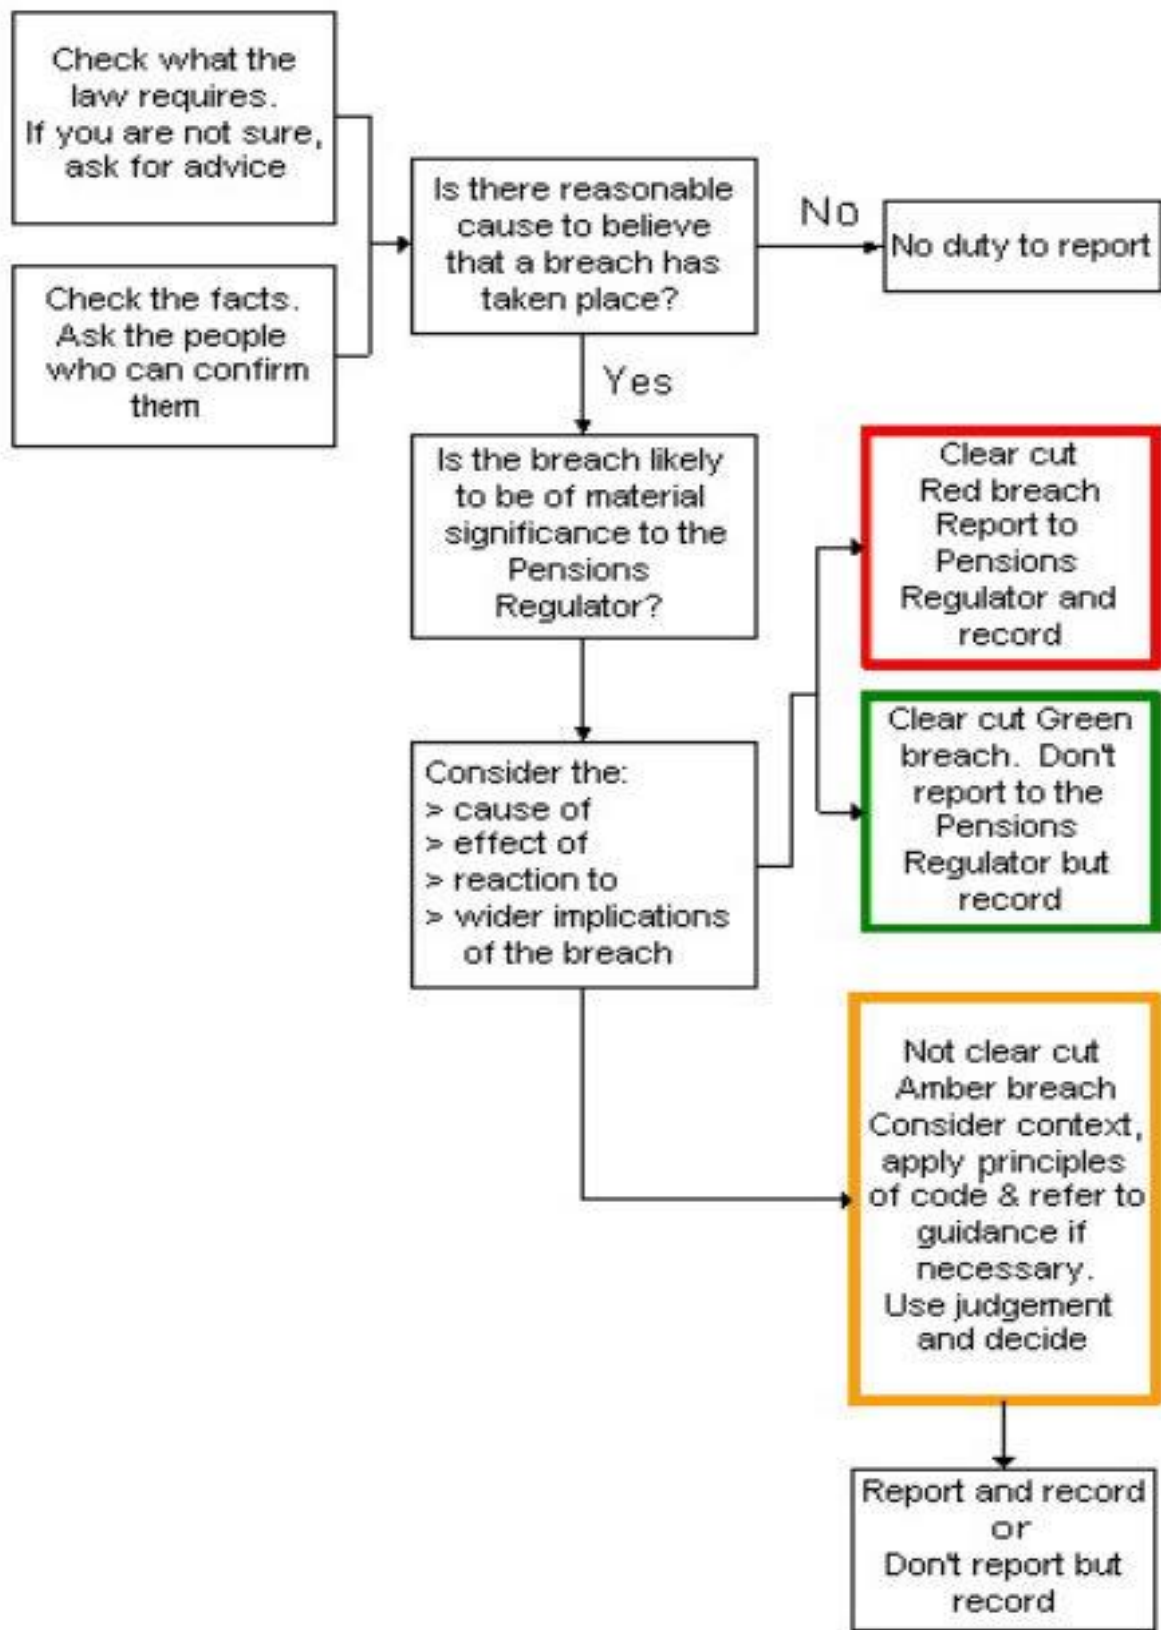 Check what the
law requires.
If you are not sure,
ask for advice
Check the facts.
Ask the people
who can confirm
them
Is there reasonable
cause to believe
that a breach has
taken place?
No
No duty to report
Yes
Is the breach likely
to be of material
significance to the
Pensions
Regulator?
Consider the:
> cause of
> effect of
> reaction to
> wider implications
of the breach
Clear cut
Red breach
Report to
Pensions
Regulator and
record
Clear cut Green
breach. Don't
report to the
Pensions
Regulator but
record
Not clear cut
Amber breach
Consider context,
apply principles
of code & refer to
guidance if
necessary.
Use judgement
and decide
Report and record
or
Don't report but
record